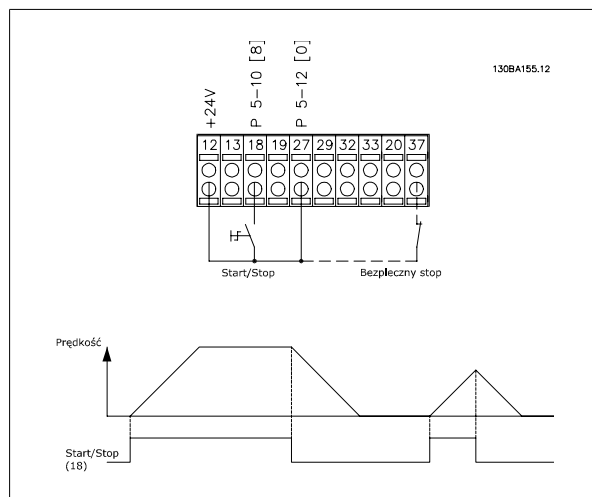 130BA155.12
+24V
P 5-10 [8]
P 5-12 [0]
12 13 18 19 27 29 32 33 20 37
Start/Stop
Bezpieczny stop
Prędkość
Start/Stop
(18)